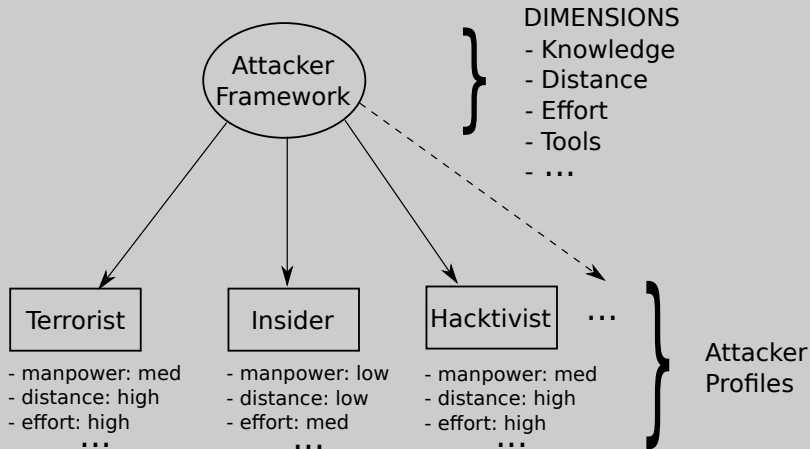 Attacker
Framework
DIMENSIONS
- Knowledge
- Distance
- Effort
- Tools
- ...
Terrorist
- manpower: med
- distance: high
- effort: high
...
Insider
- manpower: low
- distance: low
- effort: med
...
Hacktivist
- manpower: med
- distance: high
- effort: high
...
...
Attacker
Profiles